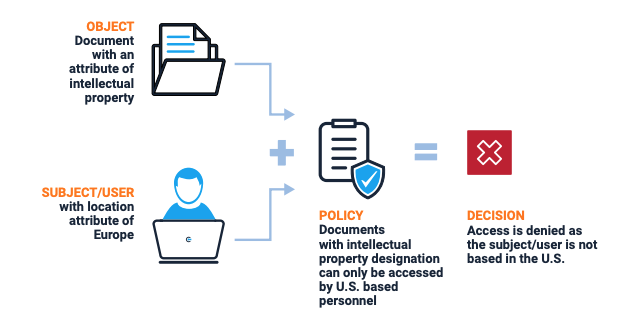 OBJECT
Document
with an
attribute of
intellectual
property
SUBJECT/USER
with location
attribute of
Europe
POLICY
Documents
with intellectual
property designation
can only be accessed
by U.S. based
personnel
DECISION
Access is denied as
the subject/user is not
based in the U.S.